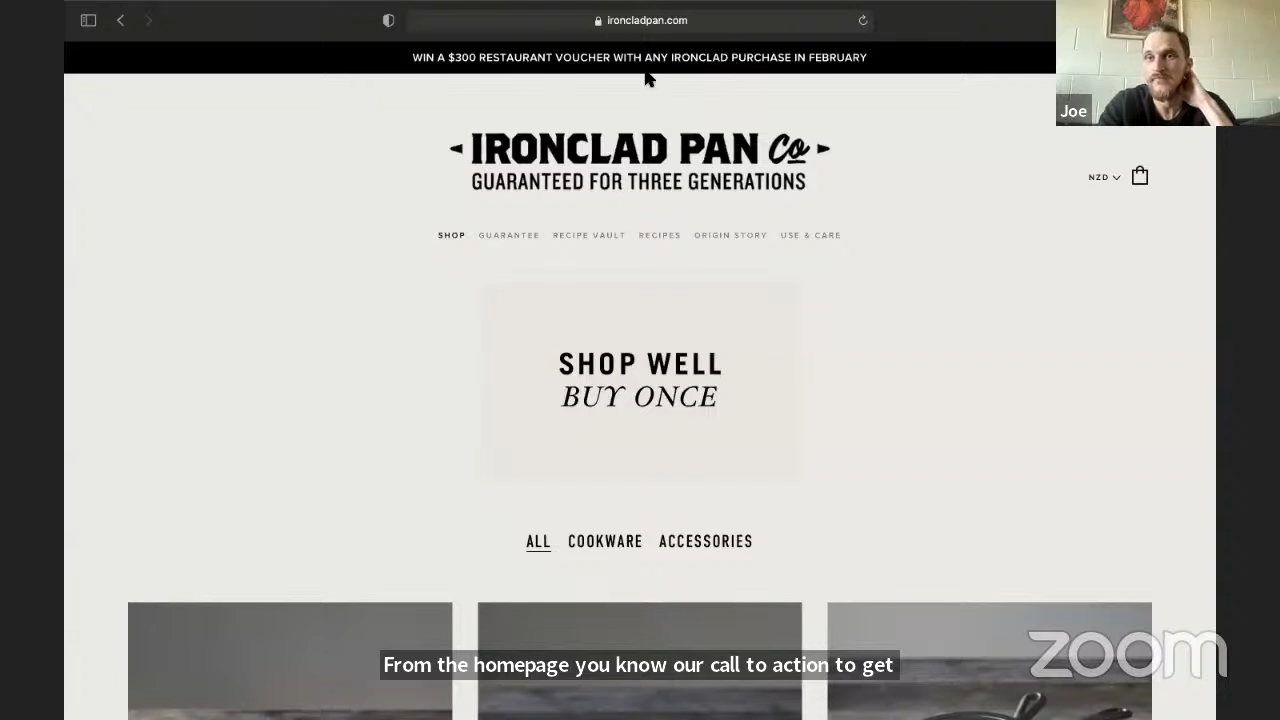 ironcladpan.com
WIN A $300 RESTAURANT VOUCHER WITH ANY IRONCLAD PURCHASE IN FEBRUARY
Joe
IRONCLAD PAN Co
GUARANTEED FOR THREE GENERATIONS
NZD
SHOP GUARANTEE RECIPE VAULT RECIPES ORIGIN STORY USE & CARE
SHOP WELL
BUY ONCE
ALL COOKWARE ACCESSORIES
From the homepage you know our call to action to get
zoom